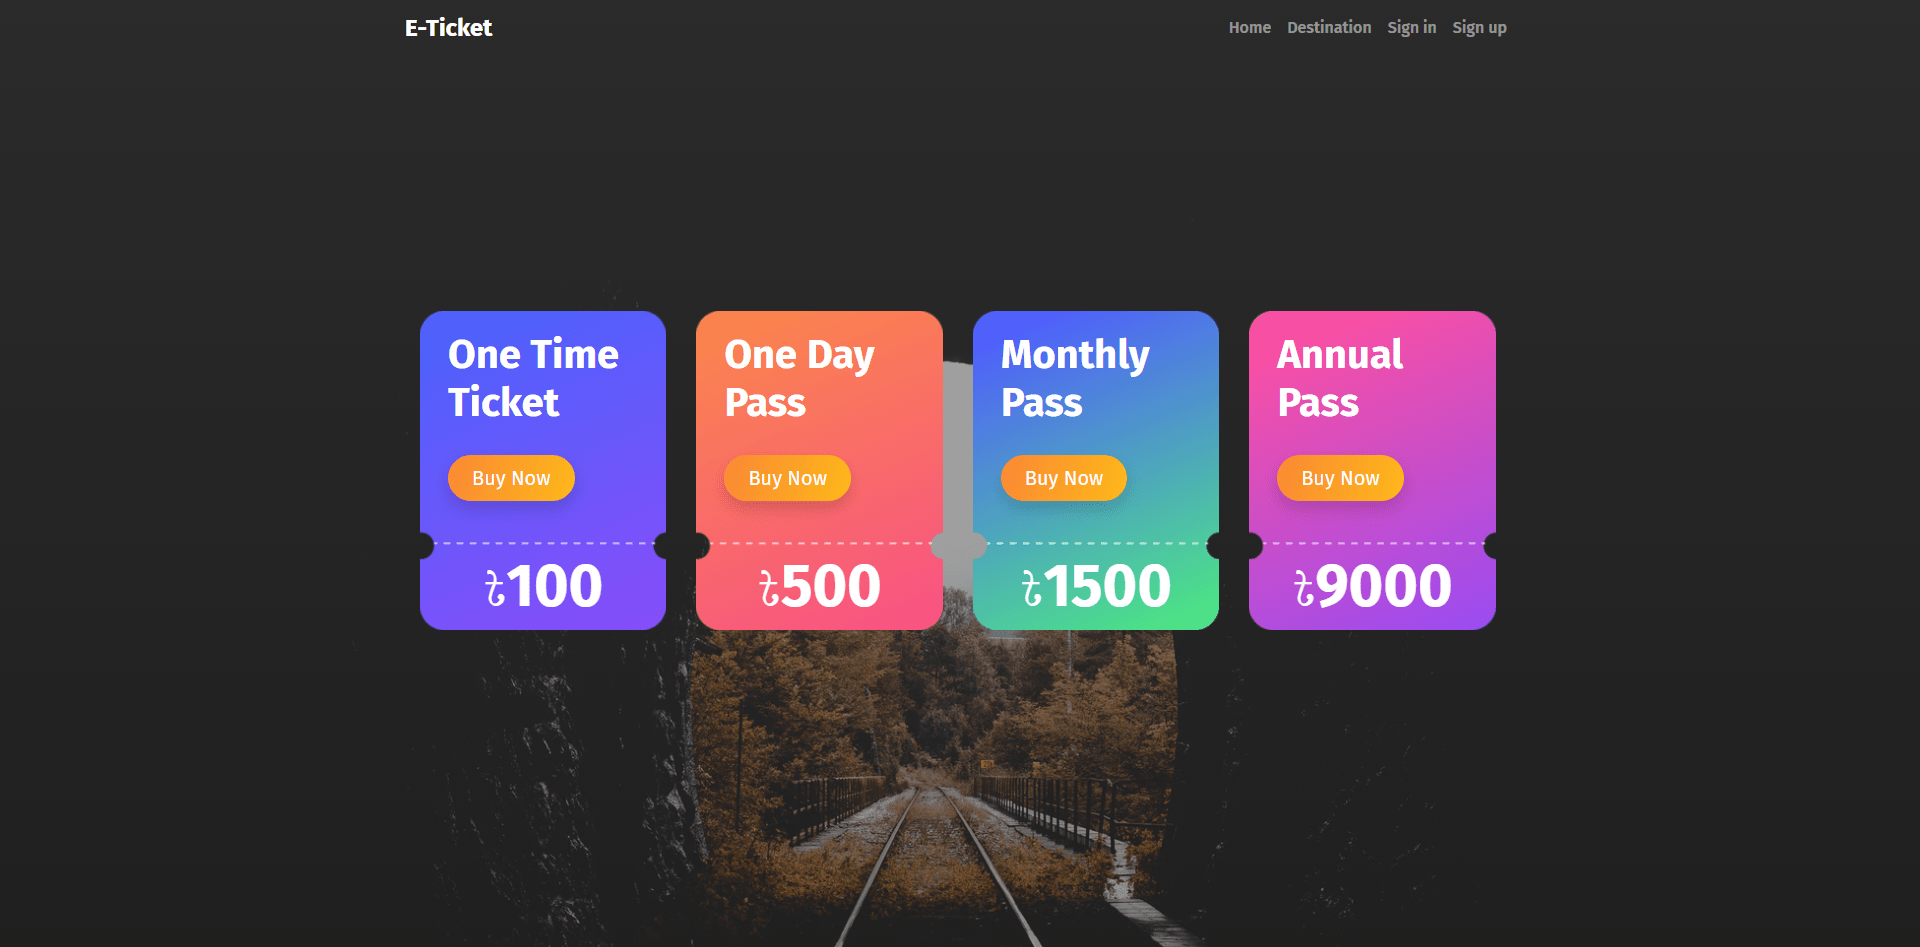 E-Ticket
Home Destination Sign in Sign up
One Time
Ticket
Buy Now
৳100
One Day
Pass
Buy Now
৳500
Monthly
Pass
Buy Now
৳1500
Annual
Pass
Buy Now
৳9000